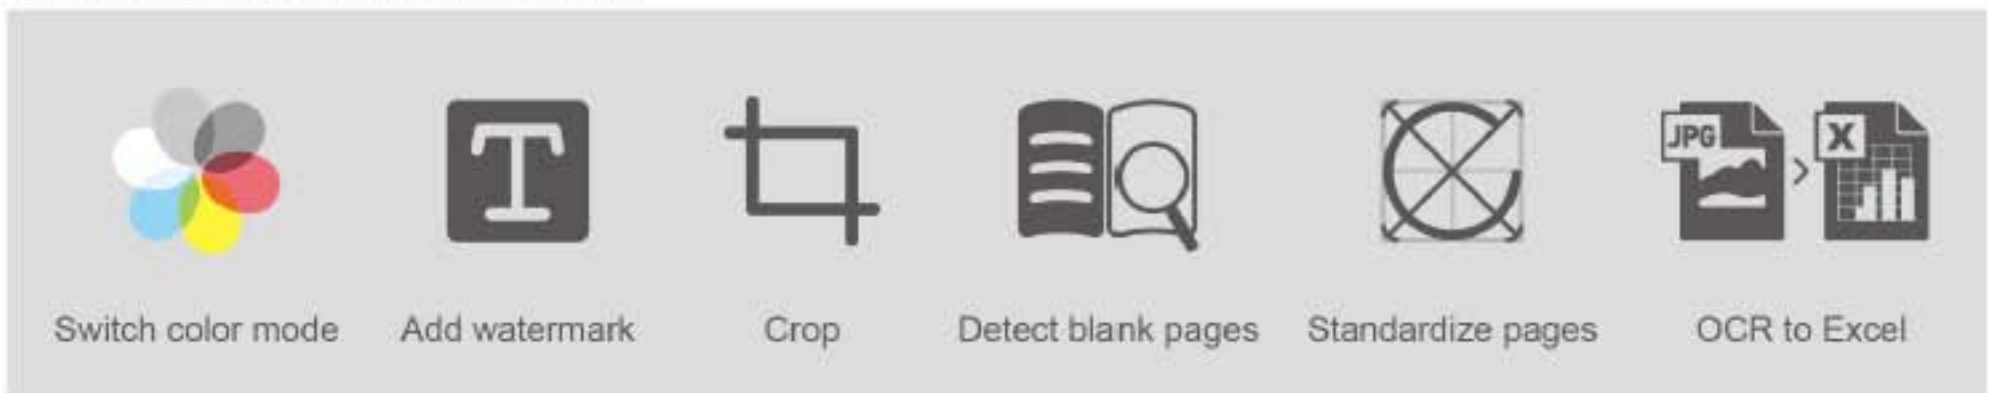 JPG
X
Switch color mode
Add watermark
Crop
Detect blank pages
Standardize pages
OCR to Excel